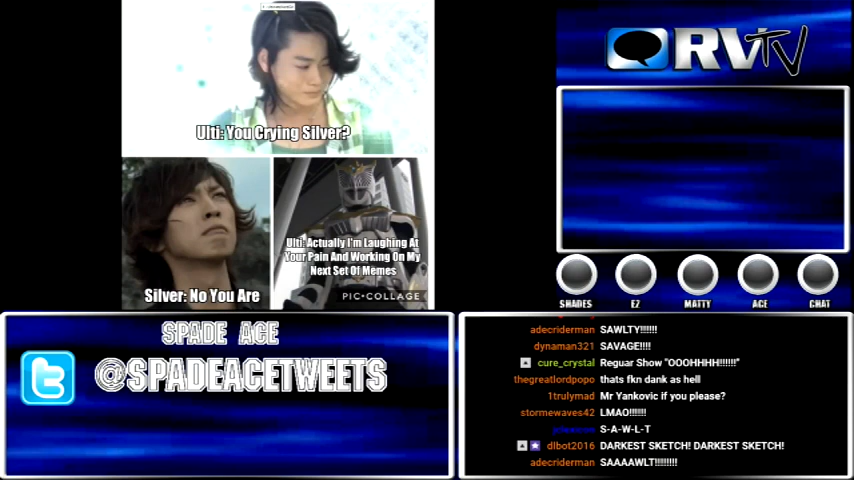 Ulti: You Crying Silver?
Silver: No You Are
Ulti: Actually I'm Laughing At
Your Pain And Working On My
Next Set Of Memes
PIC•COLLAGE
RVTV
SHADES
EZ
MATTY
ACE
CHAT
SPADE ACE
@SPADEACETWEETS
adecriderman SAWLTY!!!!!!!
dynaman321 SAVAGE!!!!
cure_crystal Reguar Show "OOOHHHH!!!!!!"
thegreatlordpopo thats fkn dank as hell
1trulymad Mr Yankovic if you please?
stormewaves42 LMAO!!!!!!!
S-A-W-L-T
dlbot2016 DARKEST SKETCH! DARKEST SKETCH!
adecriderman SAAAAWLT!!!!!!!!